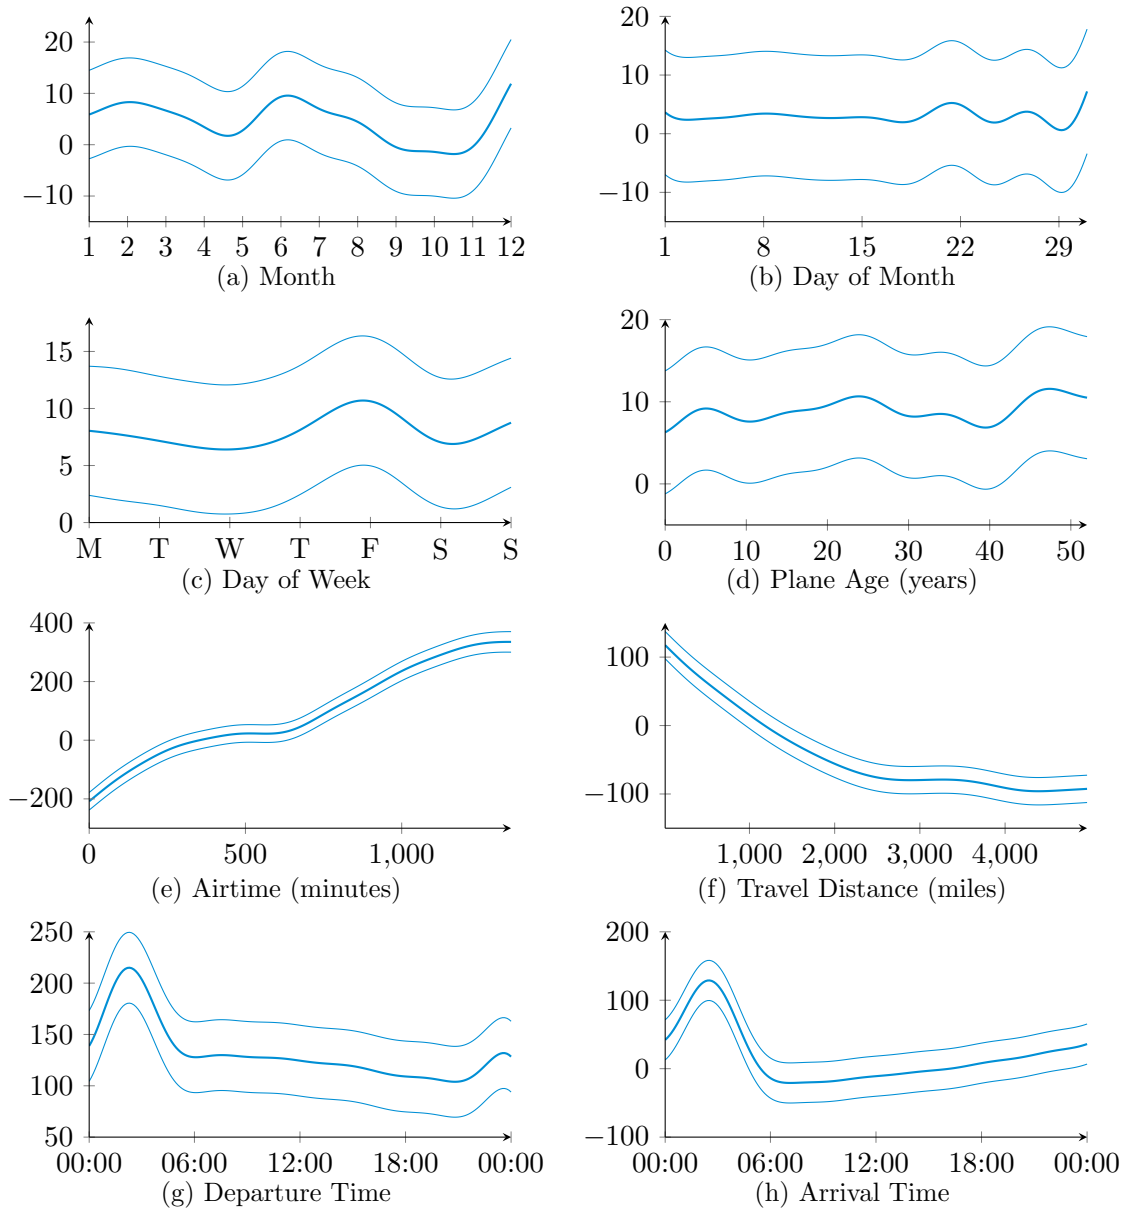 20
10
0
−10
1 2 3 4 5 6 7 8 9 10 11 12
(a) Month
20
10
0
−10
1 8 15 22 29
(b) Day of Month
15
10
5
0
M T W T F S S
(c) Day of Week
20
10
0
0 10 20 30 40 50
(d) Plane Age (years)
400
200
0
−200
0 500 1,000
(e) Airtime (minutes)
100
0
−100
1,000 2,000 3,000 4,000
(f) Travel Distance (miles)
250
200
150
100
50
00:00 06:00 12:00 18:00 00:00
(g) Departure Time
200
100
0
−100
00:00 06:00 12:00 18:00 00:00
(h) Arrival Time